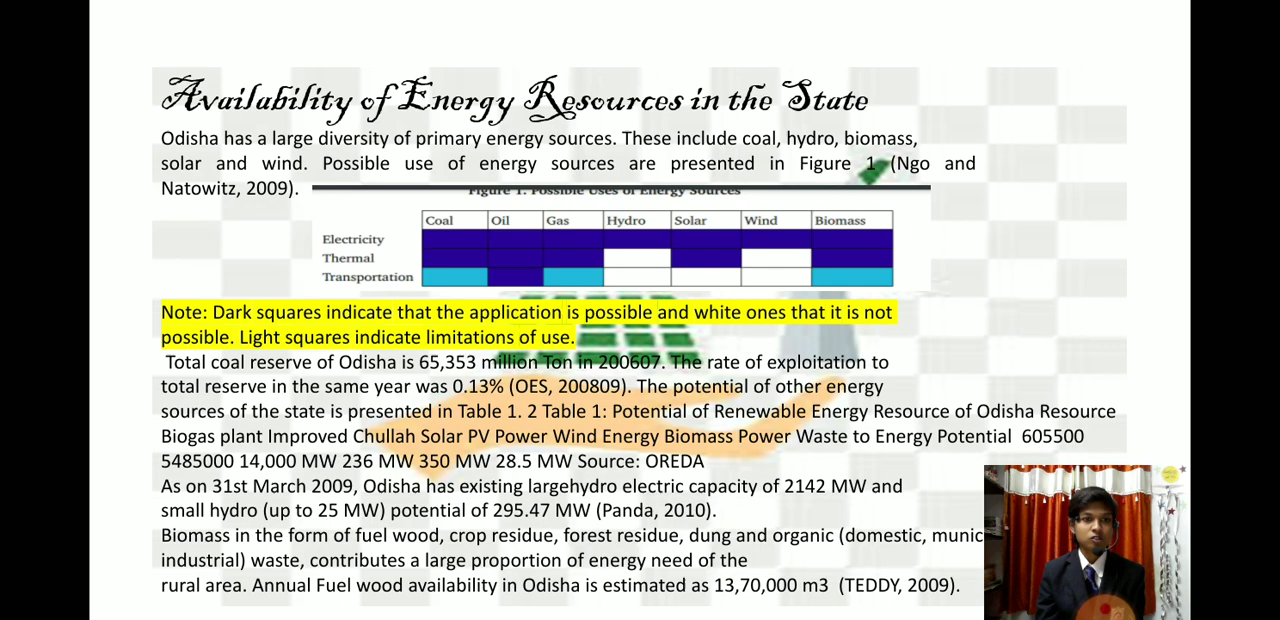 Availability of Energy Resources in the State
Odisha has a large diversity of primary energy sources. These include coal, hydro, biomass,
solar and wind. Possible use of energy sources are presented in Figure 1 (Ngo and
Natowitz, 2009).
Figure 1. Possible Uses of Energy Sources
Coal Oil Gas Hydro Solar Wind Biomass
Electricity
Thermal
Transportation
Note: Dark squares indicate that the application is possible and white ones that it is not
possible. Light squares indicate limitations of use.
Total coal reserve of Odisha is 65,353 million Ton in 200607. The rate of exploitation to
total reserve in the same year was 0.13% (OES, 200809). The potential of other energy
sources of the state is presented in Table 1. 2 Table 1: Potential of Renewable Energy Resource of Odisha Resource
Biogas plant Improved Chullah Solar PV Power Wind Energy Biomass Power Waste to Energy Potential 605500
5485000 14,000 MW 236 MW 350 MW 28.5 MW Source: OREDA
As on 31st March 2009, Odisha has existing largehydro electric capacity of 2142 MW and
small hydro (up to 25 MW) potential of 295.47 MW (Panda, 2010).
Biomass in the form of fuel wood, crop residue, forest residue, dung and organic (domestic, munic
industrial) waste, contributes a large proportion of energy need of the
rural area. Annual Fuel wood availability in Odisha is estimated as 13,70,000 m3 (TEDDY, 2009).